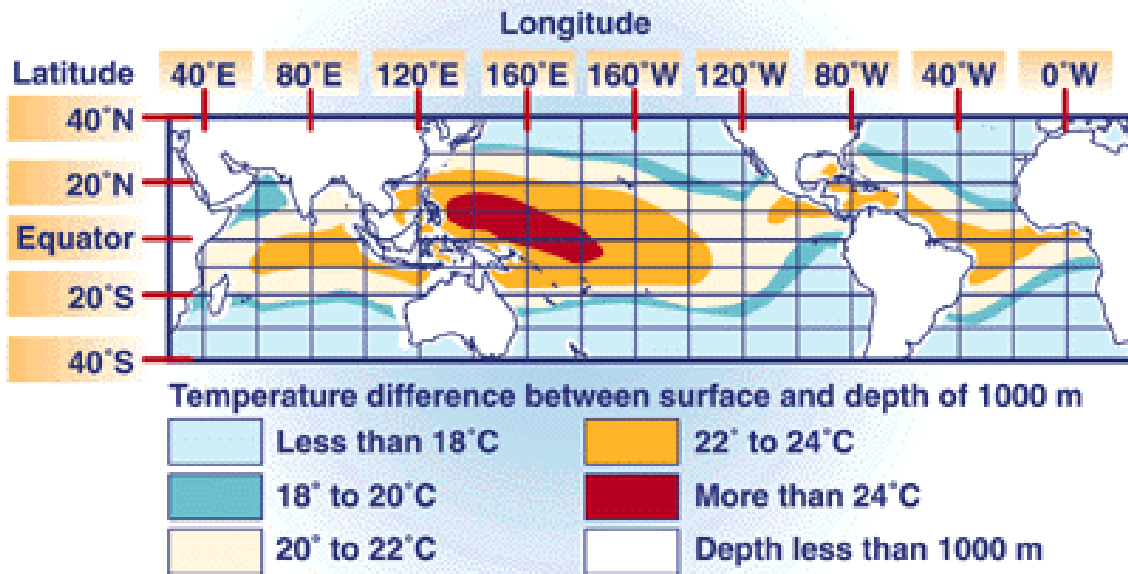 Longitude
Latitude 40°E 80°E 120°E 160°E 160°W 120°W 80°W 40°W 0°W
40°N
20°N
Equator
20°S
40°S
Temperature difference between surface and depth of 1000 m
Less than 18°C 22° to 24°C
18° to 20°C More than 24°C
20° to 22°C Depth less than 1000 m